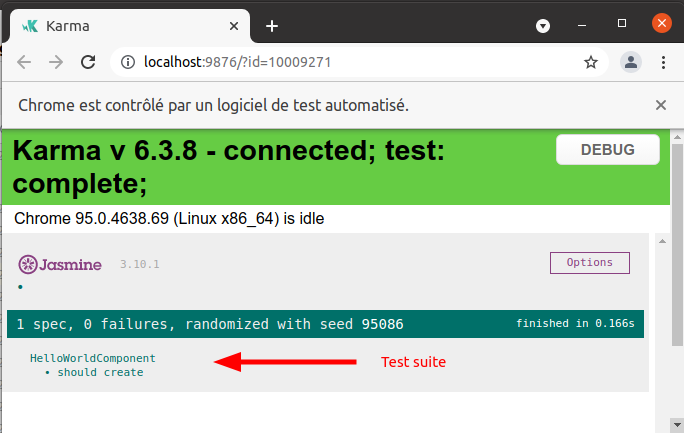 Karma
localhost:9876/?id=10009271
Chrome est contrôlé par un logiciel de test automatisé.
Karma v 6.3.8 - connected; test:
complete;
DEBUG
Chrome 95.0.4638.69 (Linux x86_64) is idle
Jasmine 3.10.1
Options
•
1 spec, 0 failures, randomized with seed 95086
finished in 0.166s
HelloWorldComponent
• should create
Test suite